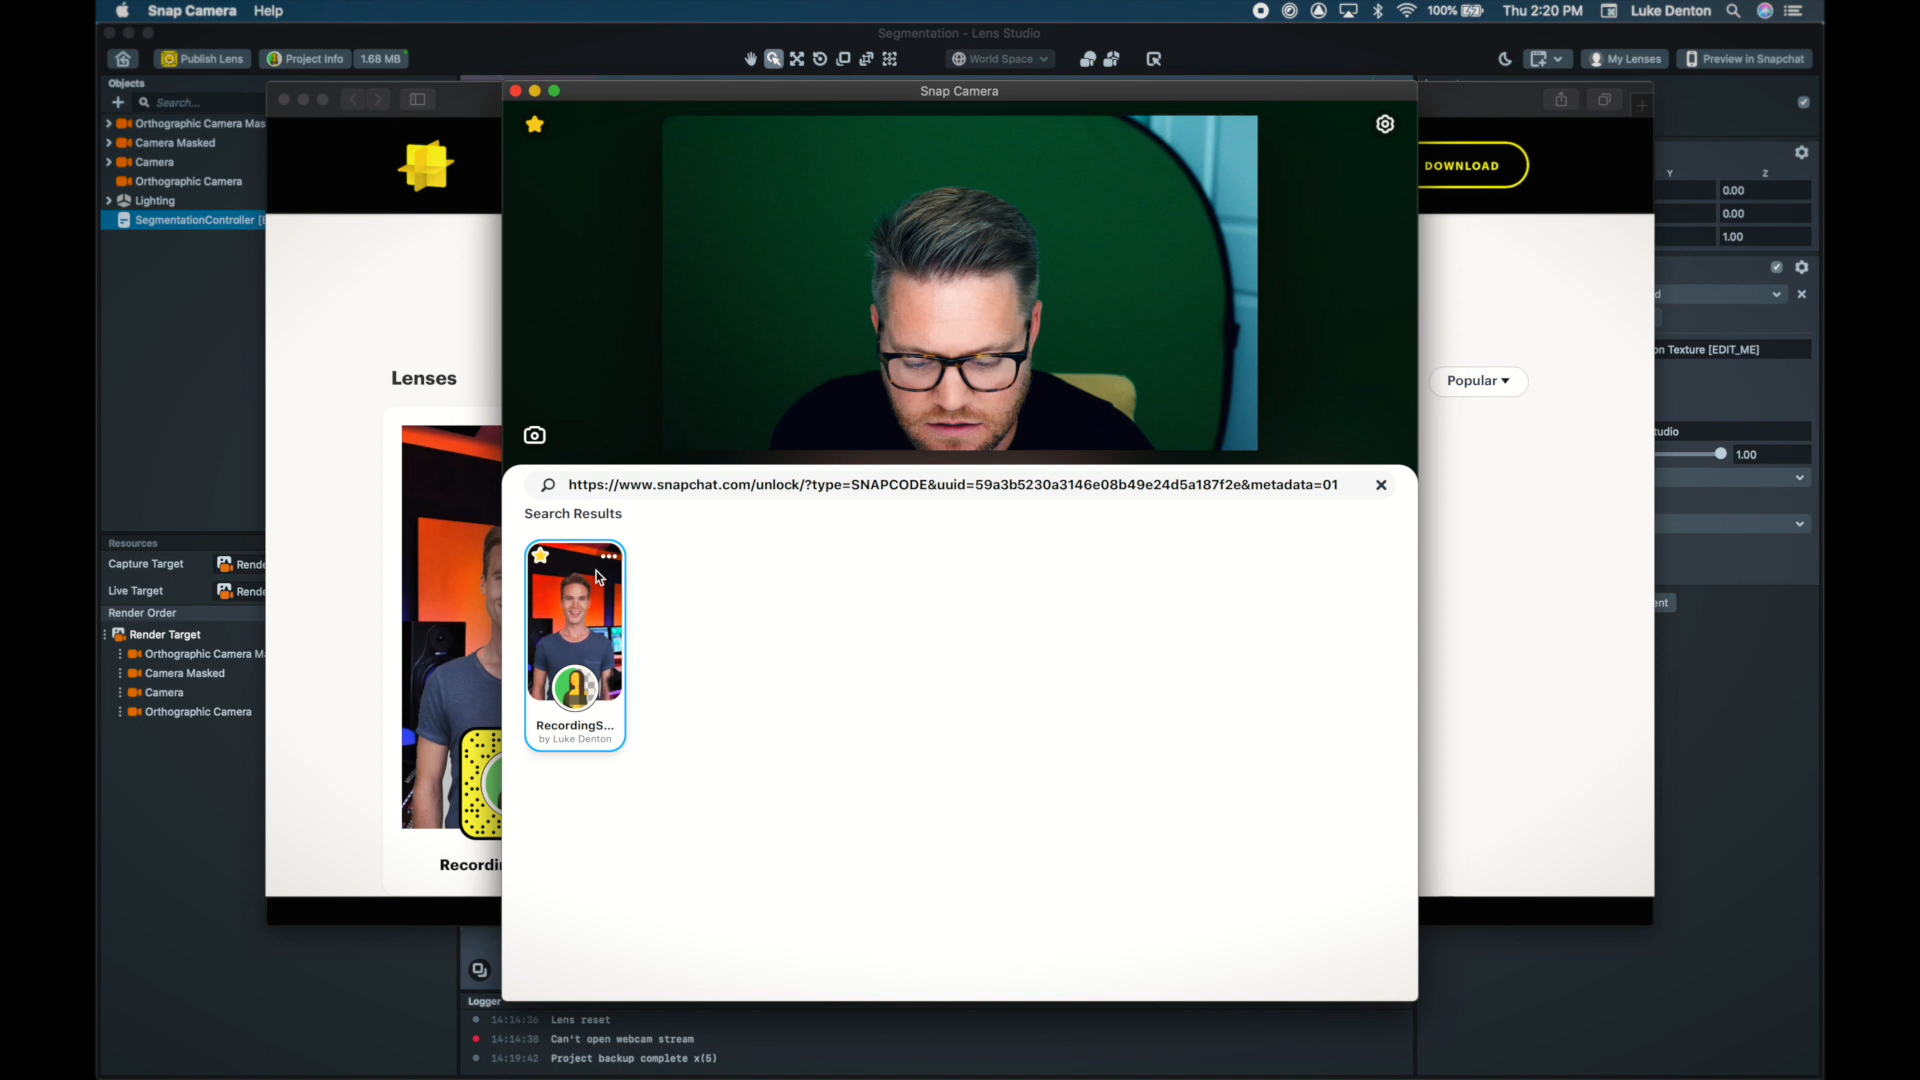 Snap Camera Help
100% Thu 2:20 PM Luke Denton
Segmentation - Lens Studio
Publish Lens Project Info 1.68 MB World Space My Lenses Preview in Snapchat
Objects
Search...
Orthographic Camera Mas
Camera Masked
Camera
Orthographic Camera
Lighting
SegmentationController [E
Resources
Capture Target Rende
Live Target Rende
Render Order
Render Target
Orthographic Camera M
Camera Masked
Camera
Orthographic Camera
Lenses
Recordi
Snap Camera
https://www.snapchat.com/unlock/?type=SNAPCODE&uuid=59a3b5230a3146e08b49e24d5a187f2e&metadata=01
Search Results
RecordingS...
by Luke Denton
DOWNLOAD
Popular
Y Z
0.00
0.00
1.00
d
on Texture [EDIT_ME]
tudio
1.00
ent
Logger
14:14:36 Lens reset
14:14:38 Can't open webcam stream
14:19:42 Project backup complete x(5)